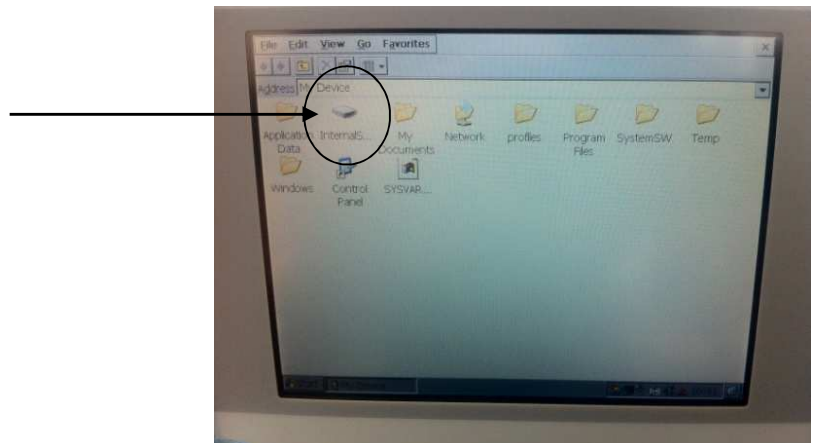 File Edit View Go Favorites
Address My Device
Application Data
InternalS...
My Documents
Network
profiles
Program Files
SystemSW.
Temp
Windows
Control Panel
SYSVAR....